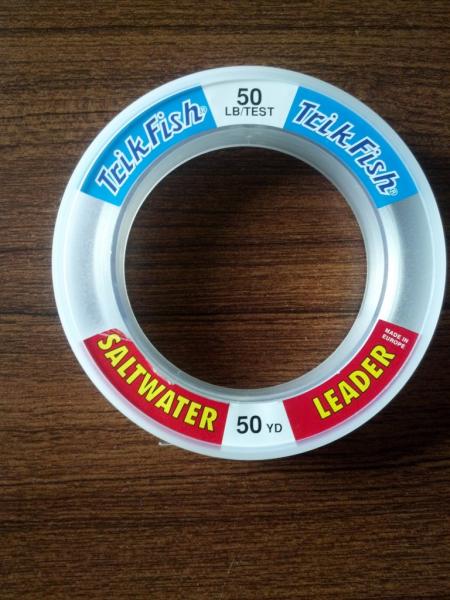 TrikFish®
50
LB/TEST
TrikFish®
SALTWATER
50 YD
LEADER
MADE IN
EUROPE